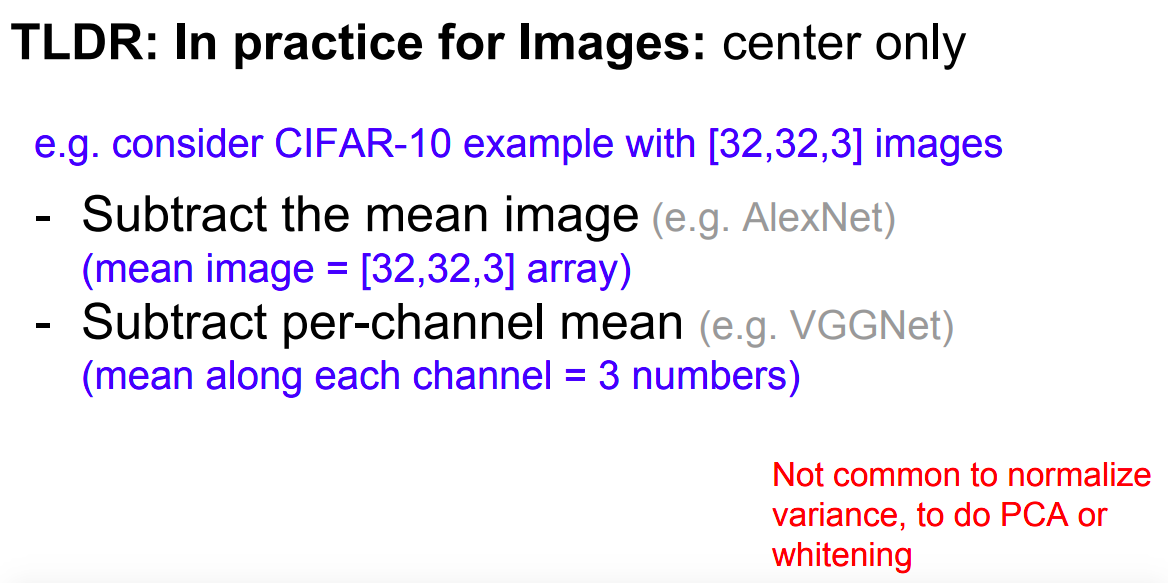 TLDR: In practice for Images: center only
e.g. consider CIFAR-10 example with [32,32,3] images
- Subtract the mean image (e.g. AlexNet)
(mean image = [32,32,3] array)
- Subtract per-channel mean (e.g. VGGNet)
(mean along each channel = 3 numbers)
Not common to normalize
variance, to do PCA or
whitening